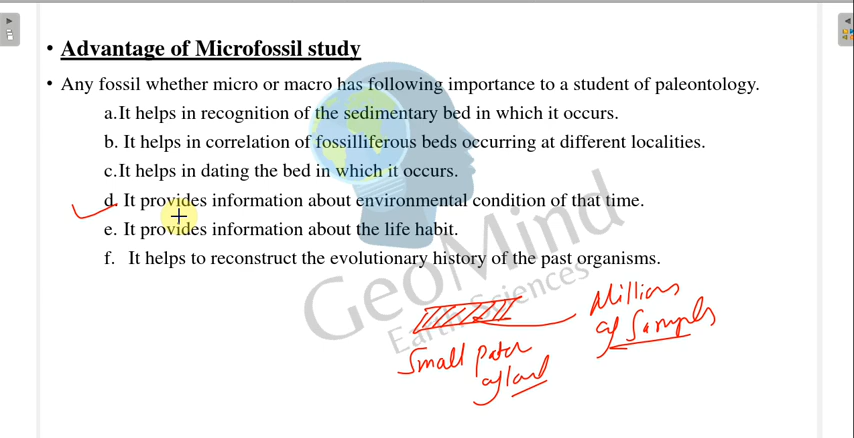 • Advantage of Microfossil study
• Any fossil whether micro or macro has following importance to a student of paleontology.
a.It helps in recognition of the sedimentary bed in which it occurs.
b. It helps in correlation of fossilliferous beds occurring at different localities.
c.It helps in dating the bed in which it occurs.
d. It provides information about environmental condition of that time.
e. It provides information about the life habit.
f. It helps to reconstruct the evolutionary history of the past organisms.
GeoMind
Earth Sciences
Millions
of Samples
Small patch
of land